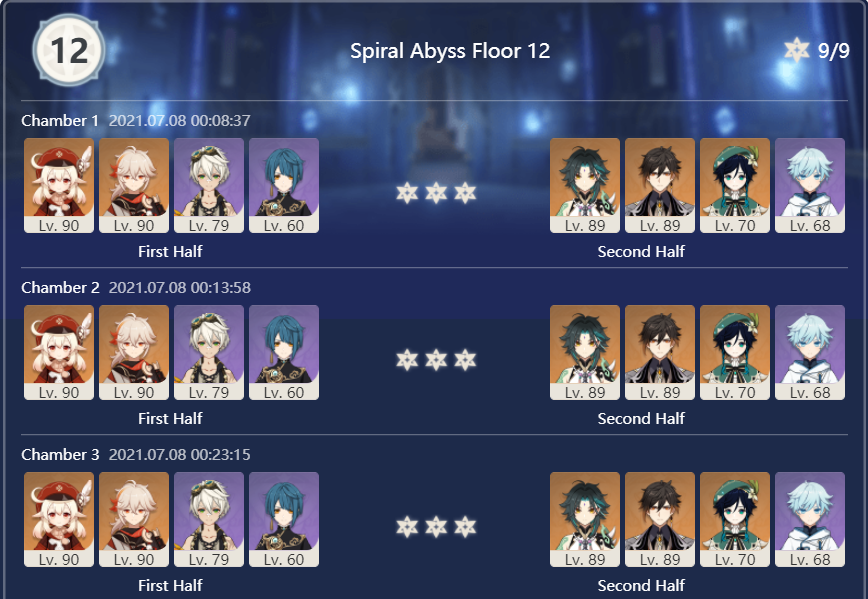 12 Spiral Abyss Floor 12 9/9
Chamber 1 2021.07.08 00:08:37
Lv. 90 Lv. 90 Lv. 79 Lv. 60 Lv. 89 Lv. 89 Lv. 70 Lv. 68
First Half Second Half
Chamber 2 2021.07.08 00:13:58
Lv. 90 Lv. 90 Lv. 79 Lv. 60 Lv. 89 Lv. 89 Lv. 70 Lv. 68
First Half Second Half
Chamber 3 2021.07.08 00:23:15
Lv. 90 Lv. 90 Lv. 79 Lv. 60 Lv. 89 Lv. 89 Lv. 70 Lv. 68
First Half Second Half